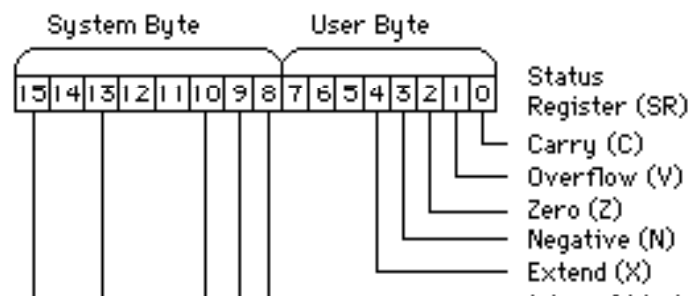 System Byte User Byte
15 14 13 12 11 10 9 8 7 6 5 4 3 2 1 0
Status
Register (SR)
Carry (C)
Overflow (V)
Zero (Z)
Negative (N)
Extend (X)